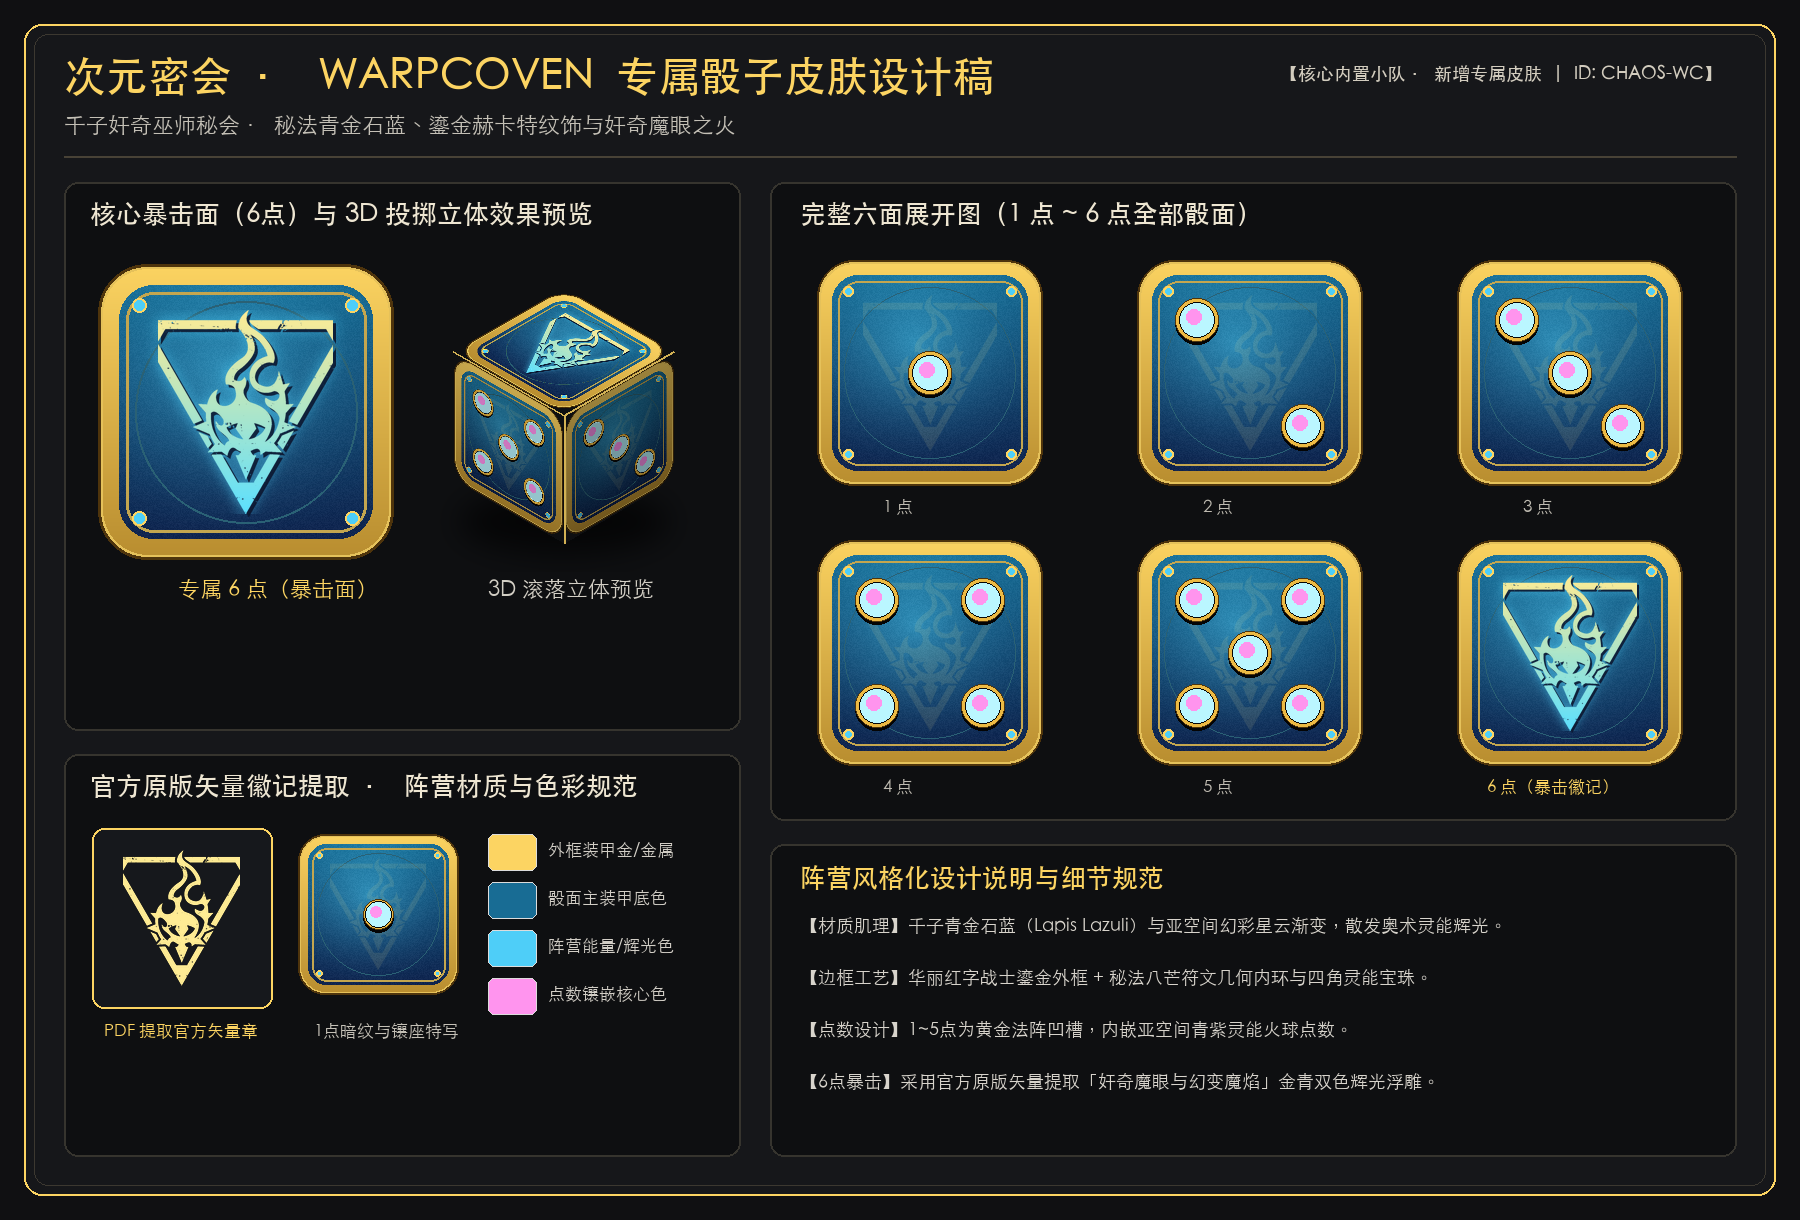 次元密会 · WARPCOVEN 专属骰子皮肤设计稿
【核心内置小队 · 新增专属皮肤 | ID: CHAOS-WC】
千子奸奇巫师秘会 · 秘法青金石蓝、鎏金赫卡特纹饰与奸奇魔眼之火
核心暴击面（6点）与 3D 投掷立体效果预览
专属 6 点（暴击面）
3D 滚落立体预览
完整六面展开图（1 点 ~ 6 点全部骰面）
1 点
2 点
3 点
4 点
5 点
6 点（暴击徽记）
官方原版矢量徽记提取 · 阵营材质与色彩规范
外框装甲金/金属
骰面主装甲底色
阵营能量/辉光色
点数镶嵌核心色
PDF 提取官方矢量章
1点暗纹与镶座特写
阵营风格化设计说明与细节规范
【材质肌理】千子青金石蓝（Lapis Lazuli）与亚空间幻彩星云渐变，散发奥术灵能辉光。
【边框工艺】华丽红字战士鎏金外框 + 秘法八芒符文几何内环与四角灵能宝珠。
【点数设计】1~5点为黄金法阵凹槽，内嵌亚空间青紫灵能火球点数。
【6点暴击】采用官方原版矢量提取「奸奇魔眼与幻变魔焰」金青双色辉光浮雕。